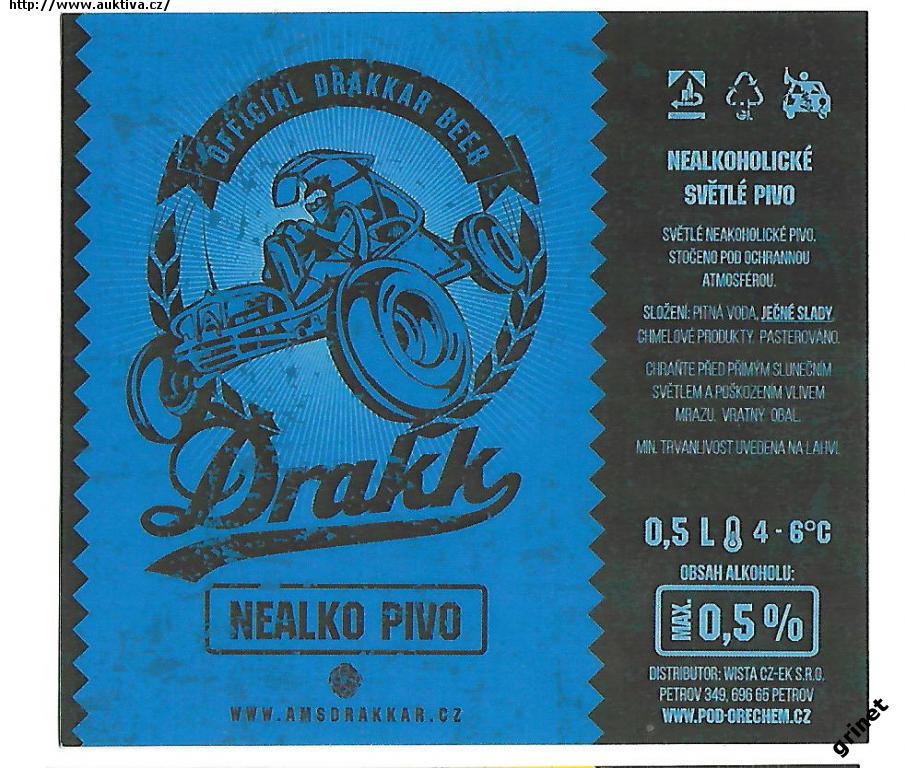 http://www.auktiva.cz/
OFFICIAL DRAKKAR BEER
Drakk
NEALKO PIVO
WWW.AMSDRAKKAR.CZ
NEALKOHOLICKÉ
SVĚTLÉ PIVO
SVĚTLÉ NEAKOHOLICKÉ PIVO.
STOČENO POD OCHRANNOU
ATMOSFÉROU.
SLOŽENÍ: PITNÁ VODA, JEČNÉ SLADY,
CHMELOVÉ PRODUKTY. PASTEROVÁNO.
CHRAŇTE PŘED PŘÍMÝM SLUNEČNÍM
SVĚTLEM A POŠKOZENÍM VLIVEM
MRAZU. VRATNÝ OBAL.
MIN. TRVANLIVOST UVEDENA NA LAHVI.
0,5 L 4 - 6°C
OBSAH ALKOHOLU:
MAX. 0,5 %
DISTRIBUTOR: WISTA CZ-EK S.R.O.
PETROV 349, 696 65 PETROV
WWW.POD-ORECHEM.CZ
grinet